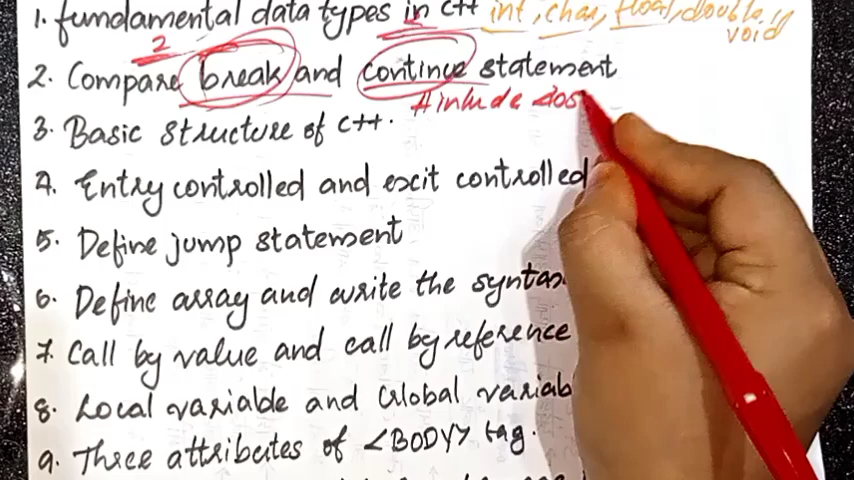 1. Fundamental data types in C++ int, char, float, double,
void
2
2. Compare break and continue statement
#inlude <ios
3. Basic structure of C++.
4. Entry controlled and exit controlled
5. Define jump statement
6. Define array and write the syntax
7. Call by value and call by reference
8. Local variable and Global variab
9. Three attributes of <BODY> tag.